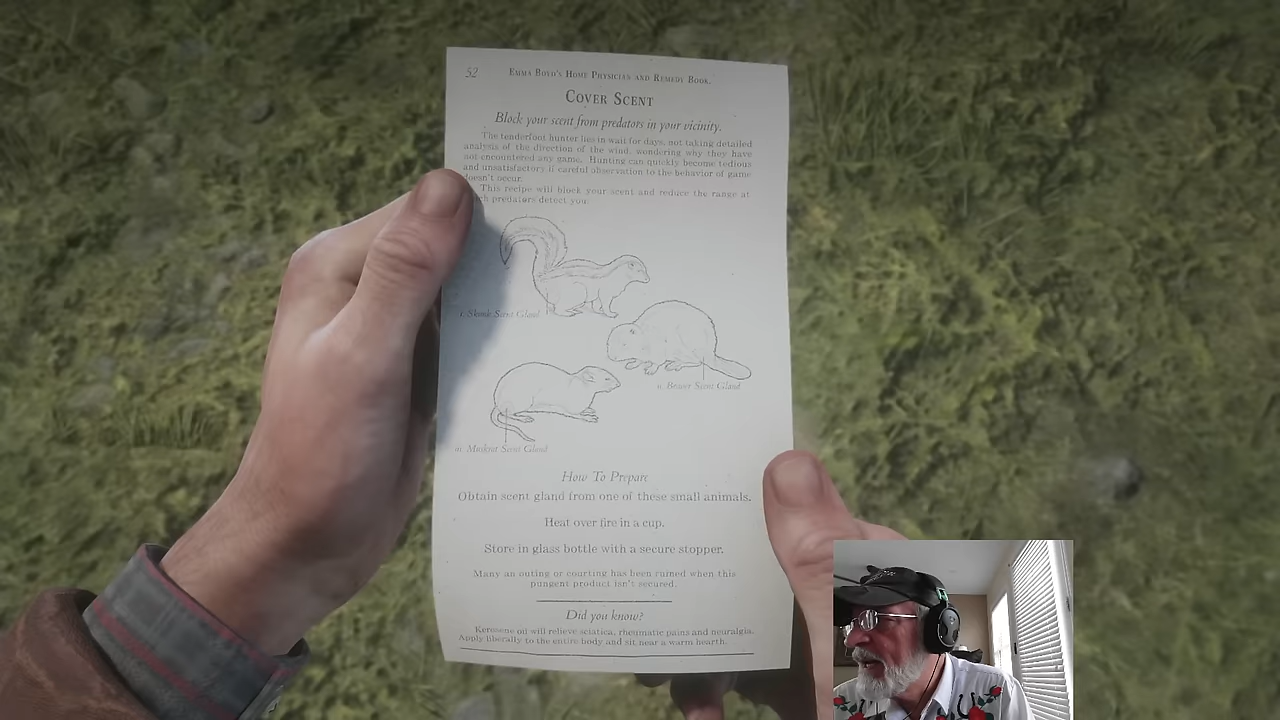 52
EMMA BOYD'S HOME PHYSICIAN AND REMEDY BOOK.
COVER SCENT
Block your scent from predators in your vicinity.
The tenderfoot hunter lies in wait for days, not taking detailed
analysis of the direction of the wind, wondering why they have
not encountered any game. Hunting can quickly become tedious
and unsatisfactory if careful observation to the behavior of game
doesn't occur.
This recipe will block your scent and reduce the range at
predators detect you.
i. Skunk Scent Gland
ii. Beaver Scent Gland
iii. Muskrat Scent Gland
How To Prepare
Obtain scent gland from one of these small animals.
Heat over fire in a cup.
Store in glass bottle with a secure stopper.
Many an outing or courting has been ruined when this
pungent product isn't secured.
Did you know?
Kerosene oil will relieve sciatica, rheumatic pains and neuralgia.
Apply liberally to the entire body and sit near a warm hearth.